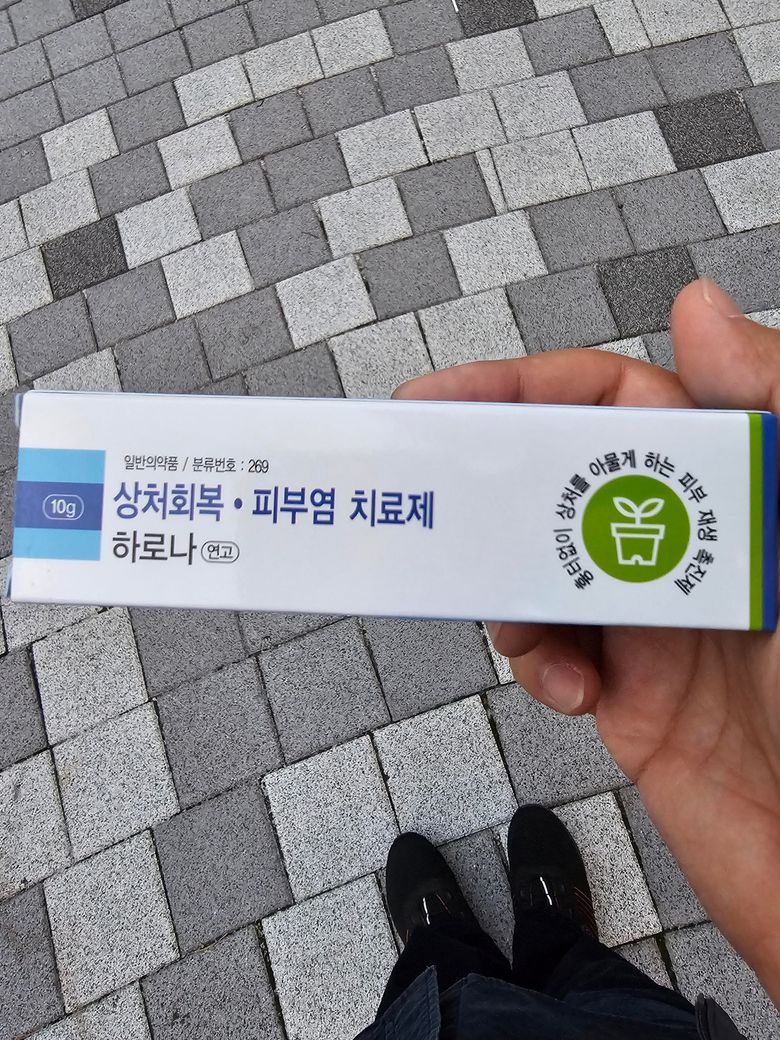 일반의약품 / 분류번호 : 269
10g
상처회복 • 피부염 치료제
하로나 연고
흉터없이 상처를 아물게 하는 피부 재생 촉진제